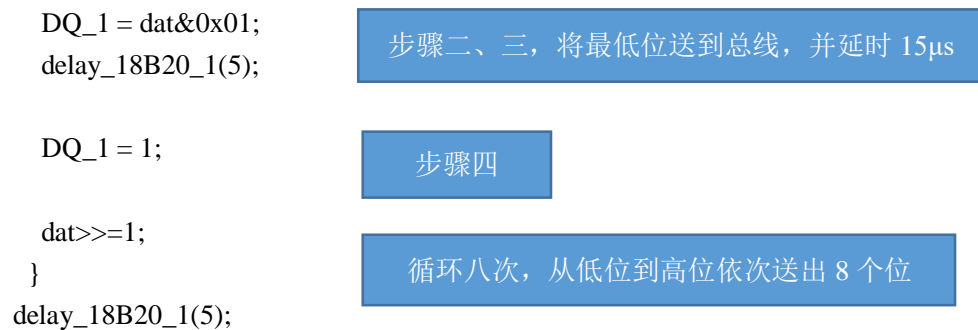 DQ_1 = dat&0x01;
步骤二、三，将最低位送到总线，并延时 15μs
delay_18B20_1(5);
DQ_1 = 1;
步骤四
dat>>=1;
循环八次，从低位到高位依次送出 8 个位
}
delay_18B20_1(5);